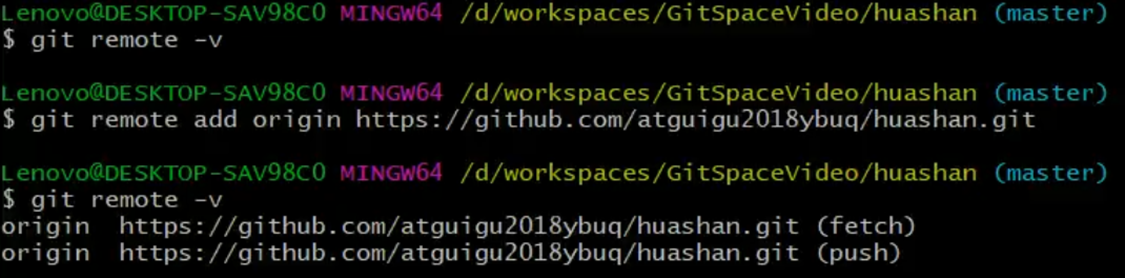 Lenovo@DESKTOP-SAV98C0 MINGW64 /d/workspaces/GitSpaceVideo/huashan (master)
$ git remote -v
Lenovo@DESKTOP-SAV98C0 MINGW64 /d/workspaces/GitSpaceVideo/huashan (master)
$ git remote add origin https://github.com/atguigu2018ybuq/huashan.git
Lenovo@DESKTOP-SAV98C0 MINGW64 /d/workspaces/GitSpaceVideo/huashan (master)
$ git remote -v
origin  https://github.com/atguigu2018ybuq/huashan.git (fetch)
origin  https://github.com/atguigu2018ybuq/huashan.git (push)